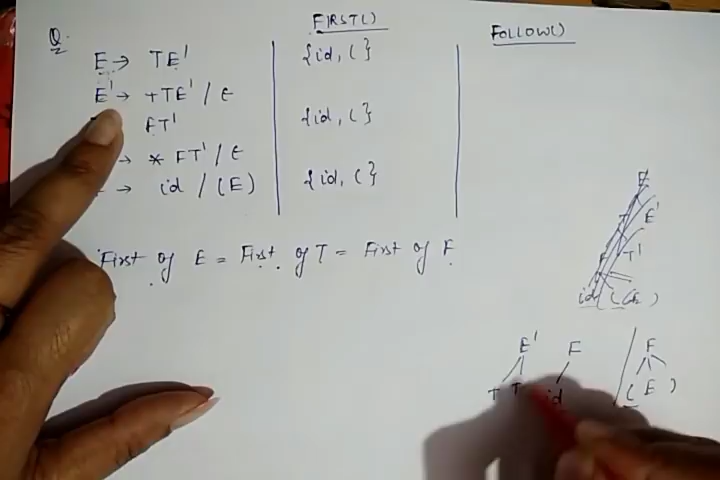 Q.
FIRST()
FOLLOW()
E → TE' {id, (}
E' → +TE' / ε
FT' {id, (}
→ * FT' / ε
→ id / (E) {id, (}
First of E = First of T = First of F
E
T E'
F T'
id ( (E )
E' F F
+ T id ( E )